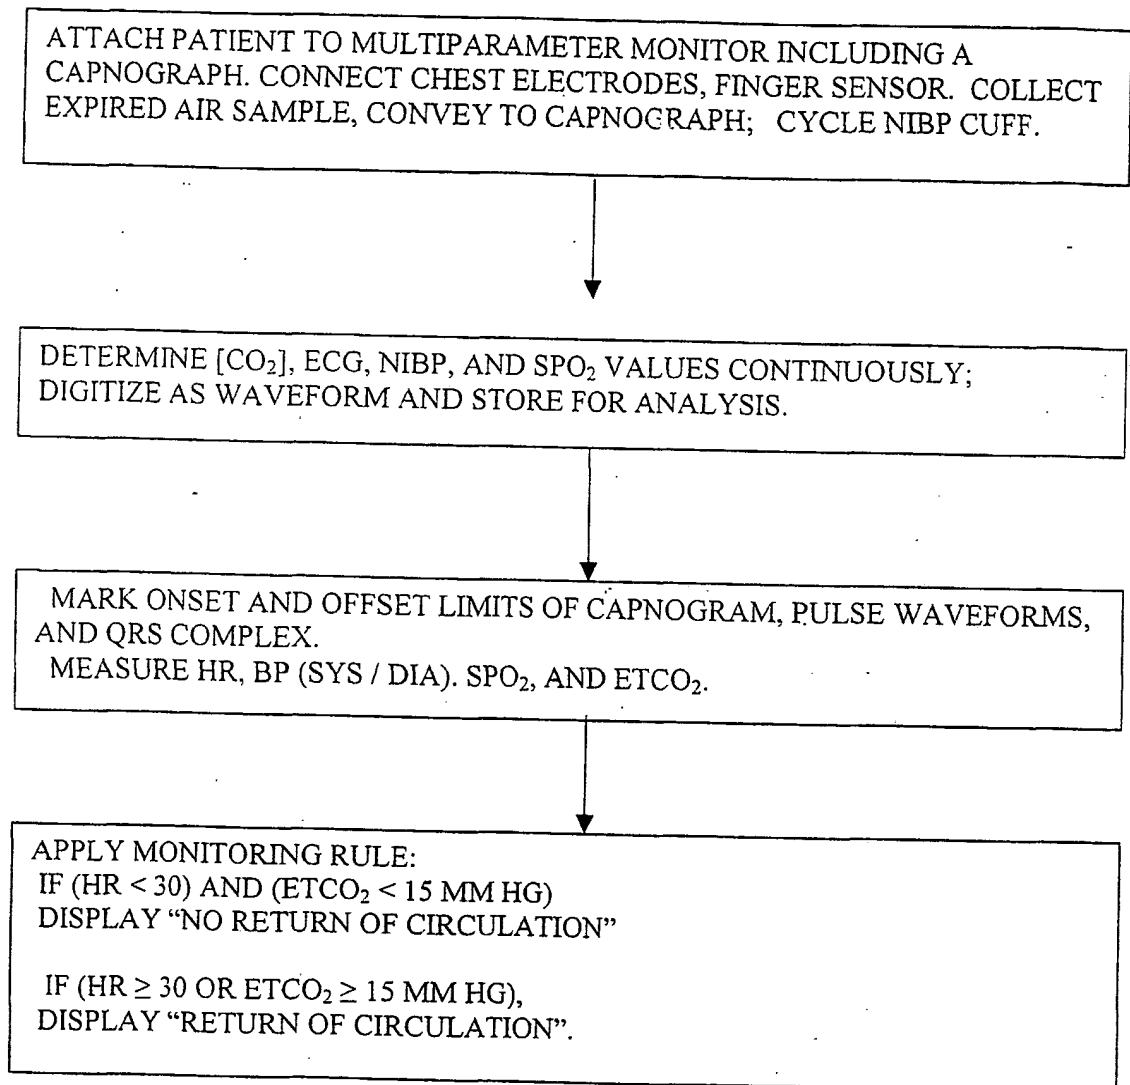 ATTACH PATIENT TO MULTIPARAMETER MONITOR INCLUDING A
CAPNOGRAPH. CONNECT CHEST ELECTRODES, FINGER SENSOR. COLLECT
EXPIRED AIR SAMPLE, CONVEY TO CAPNOGRAPH; CYCLE NIBP CUFF.
DETERMINE [CO₂], ECG, NIBP, AND SPO₂ VALUES CONTINUOUSLY;
DIGITIZE AS WAVEFORM AND STORE FOR ANALYSIS.
MARK ONSET AND OFFSET LIMITS OF CAPNOGRAM, PULSE WAVEFORMS,
AND QRS COMPLEX.
MEASURE HR, BP (SYS / DIA). SPO₂, AND ETCO₂.
APPLY MONITORING RULE:
IF (HR < 30) AND (ETCO₂ < 15 MM HG)
DISPLAY “NO RETURN OF CIRCULATION”
IF (HR ≥ 30 OR ETCO₂ ≥ 15 MM HG),
DISPLAY “RETURN OF CIRCULATION”.